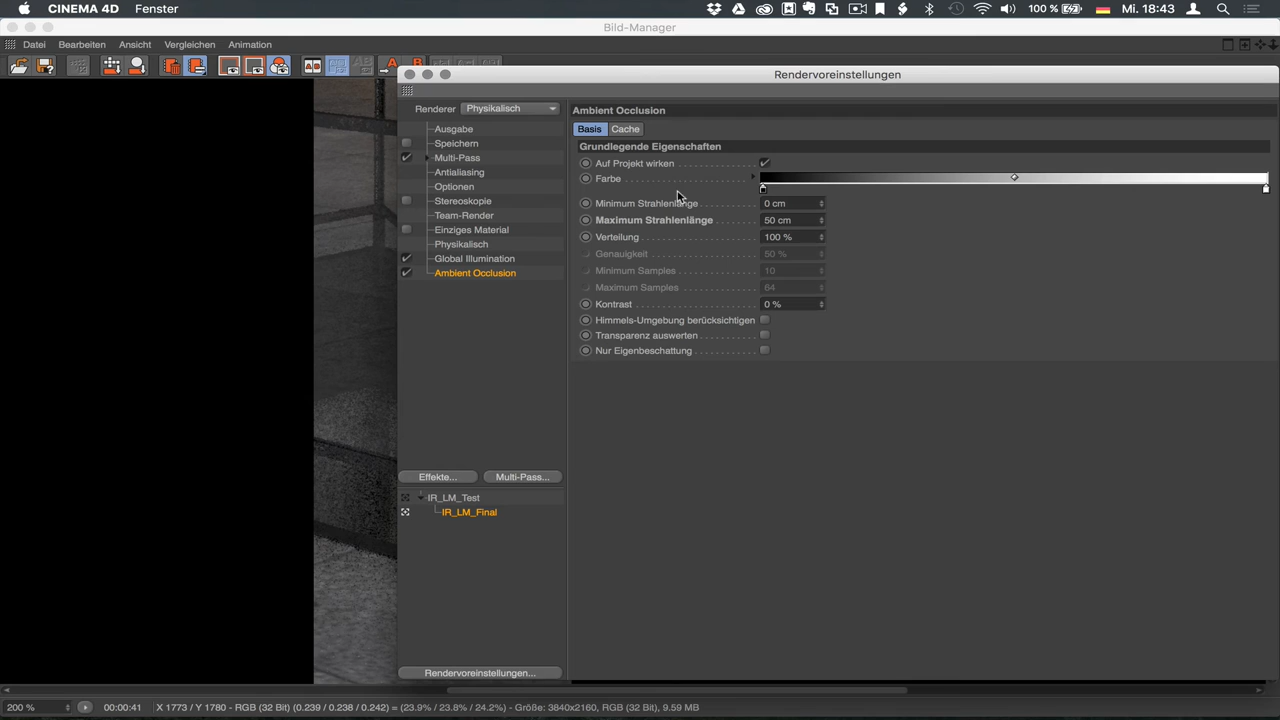 CINEMA 4D Fenster 100 % Mi. 18:43
Bild-Manager
Datei Bearbeiten Ansicht Vergleichen Animation
Rendervoreinstellungen
Renderer Physikalisch
Ausgabe
Speichern
Multi-Pass
Antialiasing
Optionen
Stereoskopie
Team-Render
Einziges Material
Physikalisch
Global Illumination
Ambient Occlusion
Effekte... Multi-Pass...
IR_LM_Test
IR_LM_Final
Rendervoreinstellungen...
Ambient Occlusion
Basis Cache
Grundlegende Eigenschaften
Auf Projekt wirken
Farbe
Minimum Strahlenlänge 0 cm
Maximum Strahlenlänge 50 cm
Verteilung 100 %
Genauigkeit 50 %
Minimum Samples 10
Maximum Samples 64
Kontrast 0 %
Himmels-Umgebung berücksichtigen
Transparenz auswerten
Nur Eigenbeschattung
200 % 00:00:41 X 1773 / Y 1780 - RGB (32 Bit) (0.239 / 0.238 / 0.242) = (23.9% / 23.8% / 24.2%) - Größe: 3840x2160, RGB (32 Bit), 9.59 MB